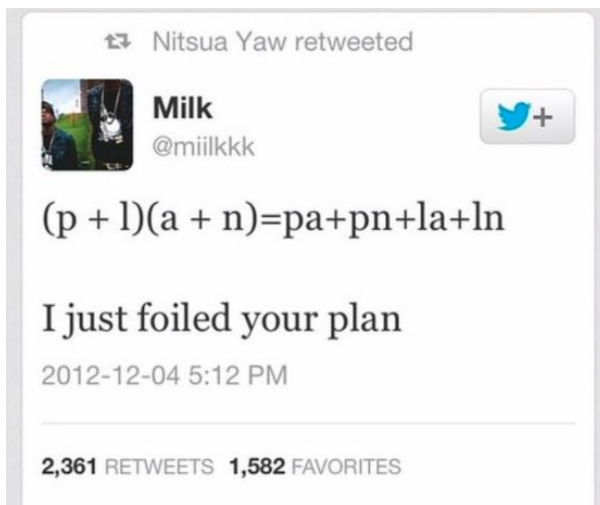 Nitsua Yaw retweeted
Milk
@miilkkk
(p + l)(a + n)=pa+pn+la+ln
I just foiled your plan
2012-12-04 5:12 PM
2,361 RETWEETS 1,582 FAVORITES